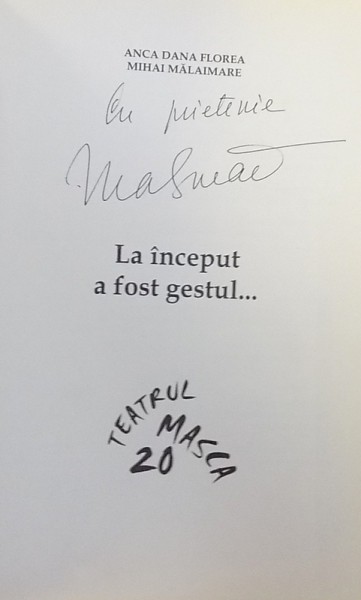 ANCA DANA FLOREA
MIHAI MĂLAIMARE
Cu prietenie
La început
a fost gestul...
TEATRUL
MASCA
20